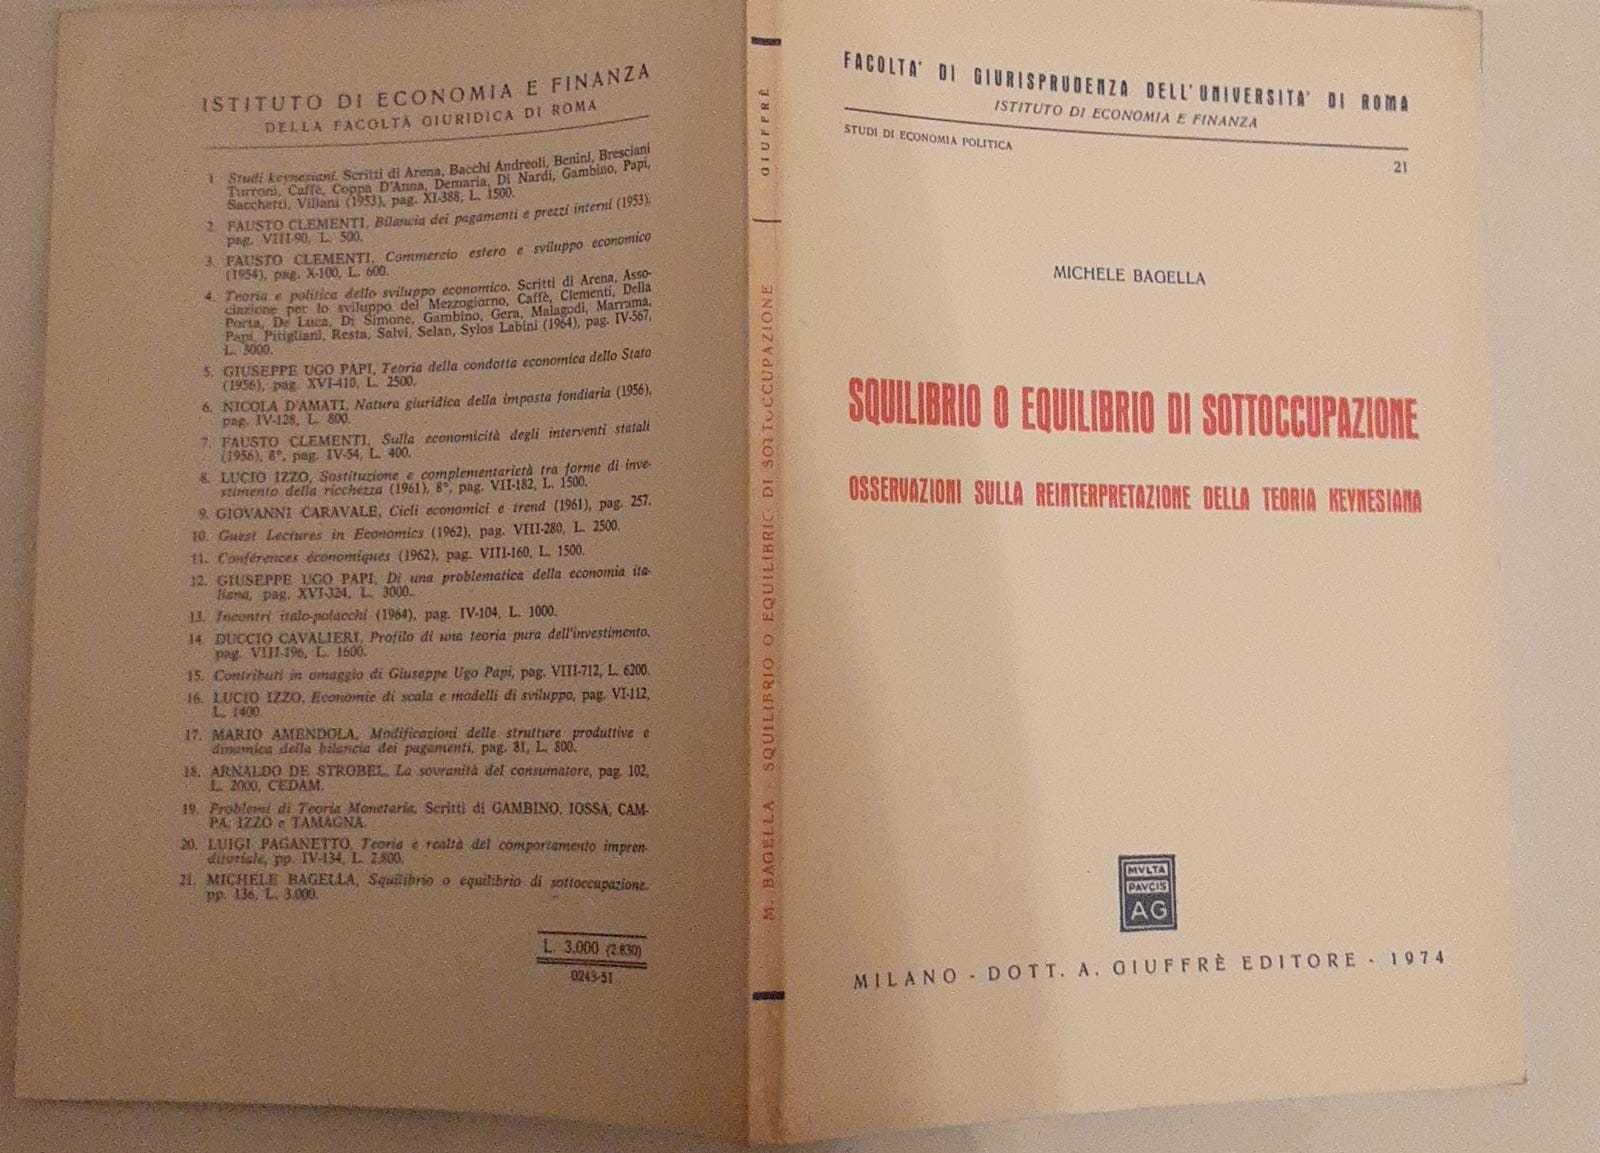 ISTITUTO DI ECONOMIA E FINANZA
DELLA FACOLTÀ GIURIDICA DI ROMA
1. Studi keynesiani. Scritti di Arena, Bacchi Andreoli, Benini, Bresciani
Turroni, Caffè, Coppa D'Anna, Demaria, Di Nardi, Gambino, Papi,
Sacchetti, Villani (1953), pag. XI-388, L. 1500.
2. FAUSTO CLEMENTI, Bilancia dei pagamenti e prezzi interni (1953),
pag. VIII-90, L. 500.
3. FAUSTO CLEMENTI, Commercio estero e sviluppo economico
(1954), pag. X-100, L. 600.
4. Teoria e politica dello sviluppo economico. Scritti di Arena, Asso-
ciazione per lo sviluppo del Mezzogiorno, Caffè, Clementi, Della
Porta, De Luca, Di Simone, Gambino, Gera, Malagodi, Marrama,
Papi, Pitigliani, Resta, Salvi, Selan, Sylos Labini (1964), pag. IV-567,
L. 3000.
5. GIUSEPPE UGO PAPI, Teoria della condotta economica dello Stato
(1956), pag. XVI-410, L. 2500.
6. NICOLA D'AMATI, Natura giuridica della imposta fondiaria (1956),
pag. IV-128, L. 800.
7. FAUSTO CLEMENTI, Sulla economicità degli interventi statali
(1956), 8°, pag. IV-54, L. 400.
8. LUCIO IZZO, Sostituzione e complementarietà tra forme di inve-
stimento della ricchezza (1961), 8°, pag. VII-182, L. 1500.
9. GIOVANNI CARAVALE, Cicli economici e trend (1961), pag. 257.
10. Guest Lectures in Economics (1962), pag. VIII-280, L. 2500.
11. Conférences économiques (1962), pag. VIII-160, L. 1500.
12. GIUSEPPE UGO PAPI, Di una problematica della economia ita-
liana, pag. XVI-324, L. 3000.
13. Incontri italo-polacchi (1964), pag. IV-104, L. 1000.
14. DUCCIO CAVALIERI, Profilo di una teoria pura dell'investimento,
pag. VIII-196, L. 1600.
15. Contributi in omaggio di Giuseppe Ugo Papi, pag. VIII-712, L. 6200.
16. LUCIO IZZO, Economie di scala e modelli di sviluppo, pag. VI-112,
L. 1400.
17. MARIO AMENDOLA, Modificazioni delle strutture produttive e
dinamica della bilancia dei pagamenti, pag. 81, L. 800.
18. ARNALDO DE STROBEL, La sovranità del consumatore, pag. 102,
L. 2000, CEDAM.
19. Problemi di Teoria Monetaria. Scritti di GAMBINO, IOSSA, CAM-
PA, IZZO e TAMAGNA.
20. LUIGI PAGANETTO, Teoria e realtà del comportamento impren-
ditoriale, pp. IV-134, L. 2.800.
21. MICHELE BAGELLA, Squilibrio o equilibrio di sottoccupazione,
pp. 136, L. 3.000.
L. 3.000 (2.830)
0243-51
M. BAGELLA - SQUILIBRIO O EQUILIBRIO DI SOTTOCCUPAZIONE
GIUFFRÈ
FACOLTA' DI GIURISPRUDENZA DELL'UNIVERSITA' DI ROMA
ISTITUTO DI ECONOMIA E FINANZA
STUDI DI ECONOMIA POLITICA
21
MICHELE BAGELLA
SQUILIBRIO O EQUILIBRIO DI SOTTOCCUPAZIONE
OSSERVAZIONI SULLA REINTERPRETAZIONE DELLA TEORIA KEYNESIANA
MVLTA
PAVCIS
AG
MILANO - DOTT. A. GIUFFRÈ EDITORE - 1974